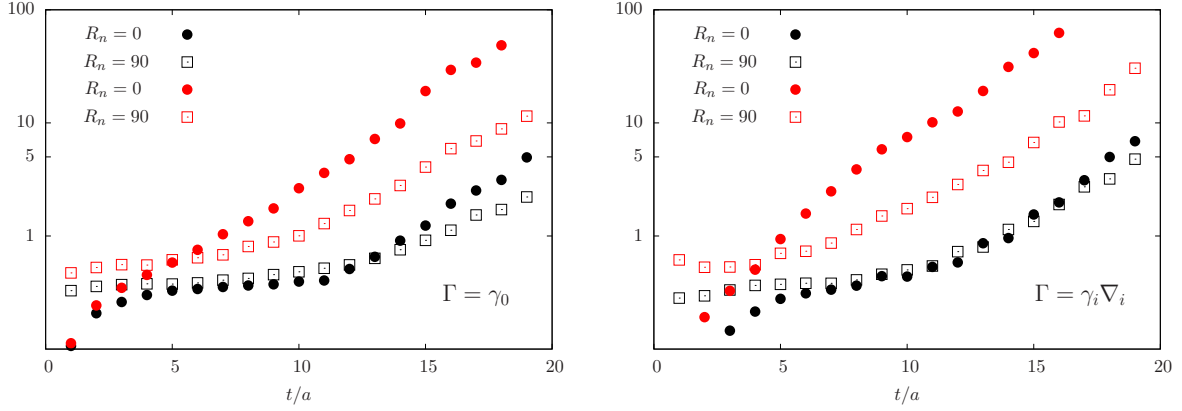 100
10
5
1
R_n = 0
R_n = 90
R_n = 0
R_n = 90
Γ = γ_0
0 5 10 15 20
t/a
100
10
5
1
R_n = 0
R_n = 90
R_n = 0
R_n = 90
Γ = γ_i∇_i
0 5 10 15 20
t/a